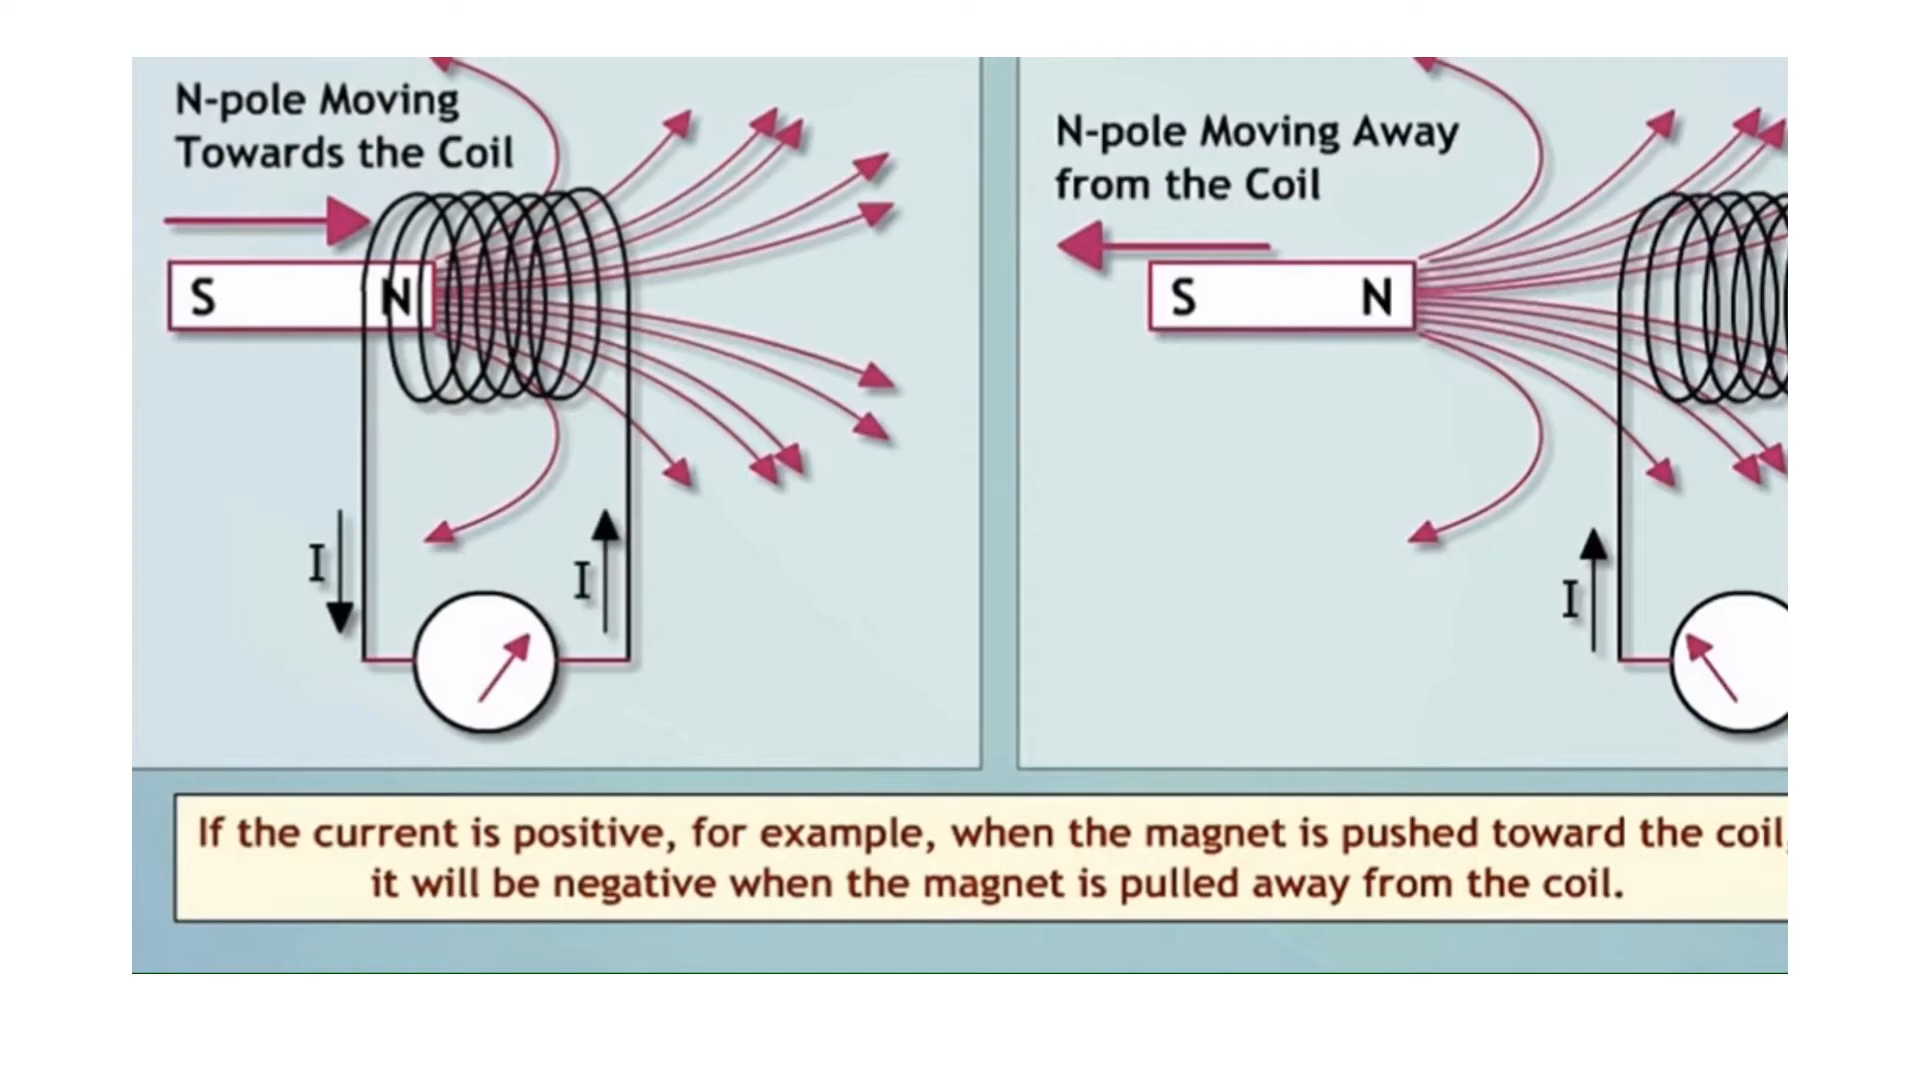 N-pole Moving
Towards the Coil
S N
I
I
N-pole Moving Away
from the Coil
S N
I
If the current is positive, for example, when the magnet is pushed toward the coil,
it will be negative when the magnet is pulled away from the coil.